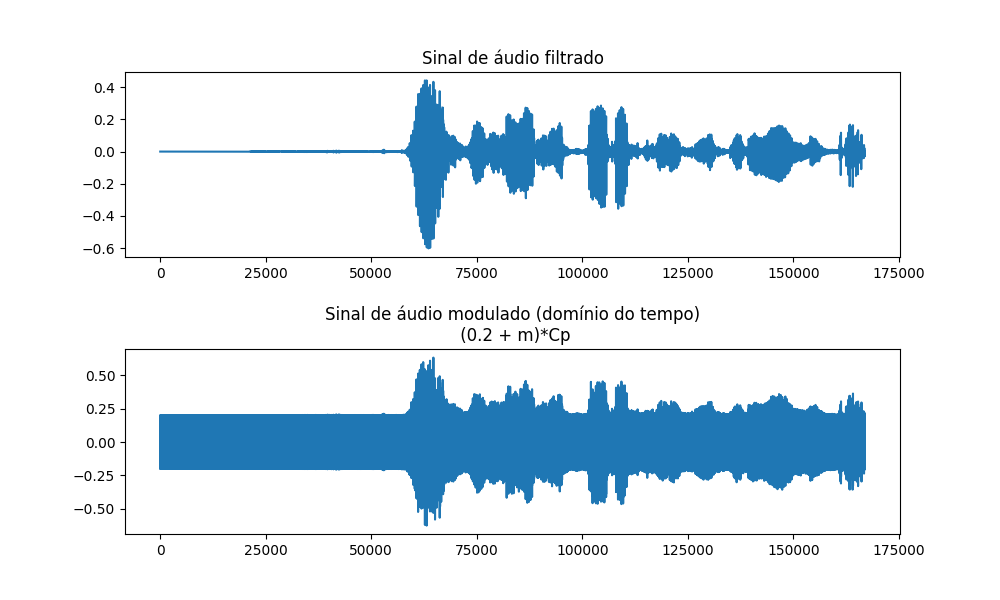 Sinal de áudio filtrado
0.4
0.2
0.0
−0.2
−0.4
−0.6
0 25000 50000 75000 100000 125000 150000 175000
Sinal de áudio modulado (domínio do tempo)
(0.2 + m)*Cp
0.50
0.25
0.00
−0.25
−0.50
0 25000 50000 75000 100000 125000 150000 175000